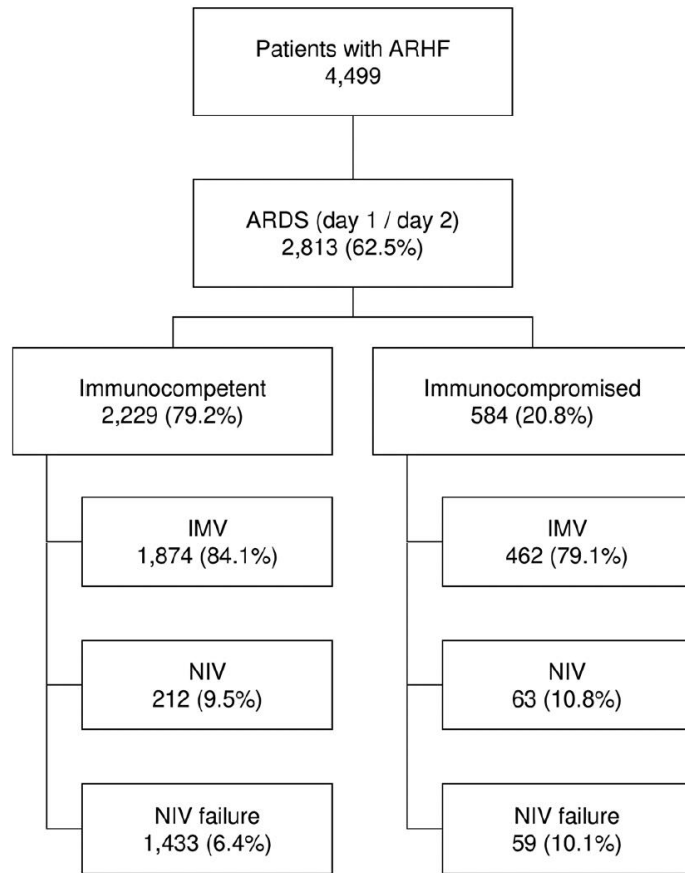 Patients with ARHF
4,499
ARDS (day 1 / day 2)
2,813 (62.5%)
Immunocompetent
2,229 (79.2%)
Immunocompromised
584 (20.8%)
IMV
1,874 (84.1%)
IMV
462 (79.1%)
NIV
212 (9.5%)
NIV
63 (10.8%)
NIV failure
1,433 (6.4%)
NIV failure
59 (10.1%)